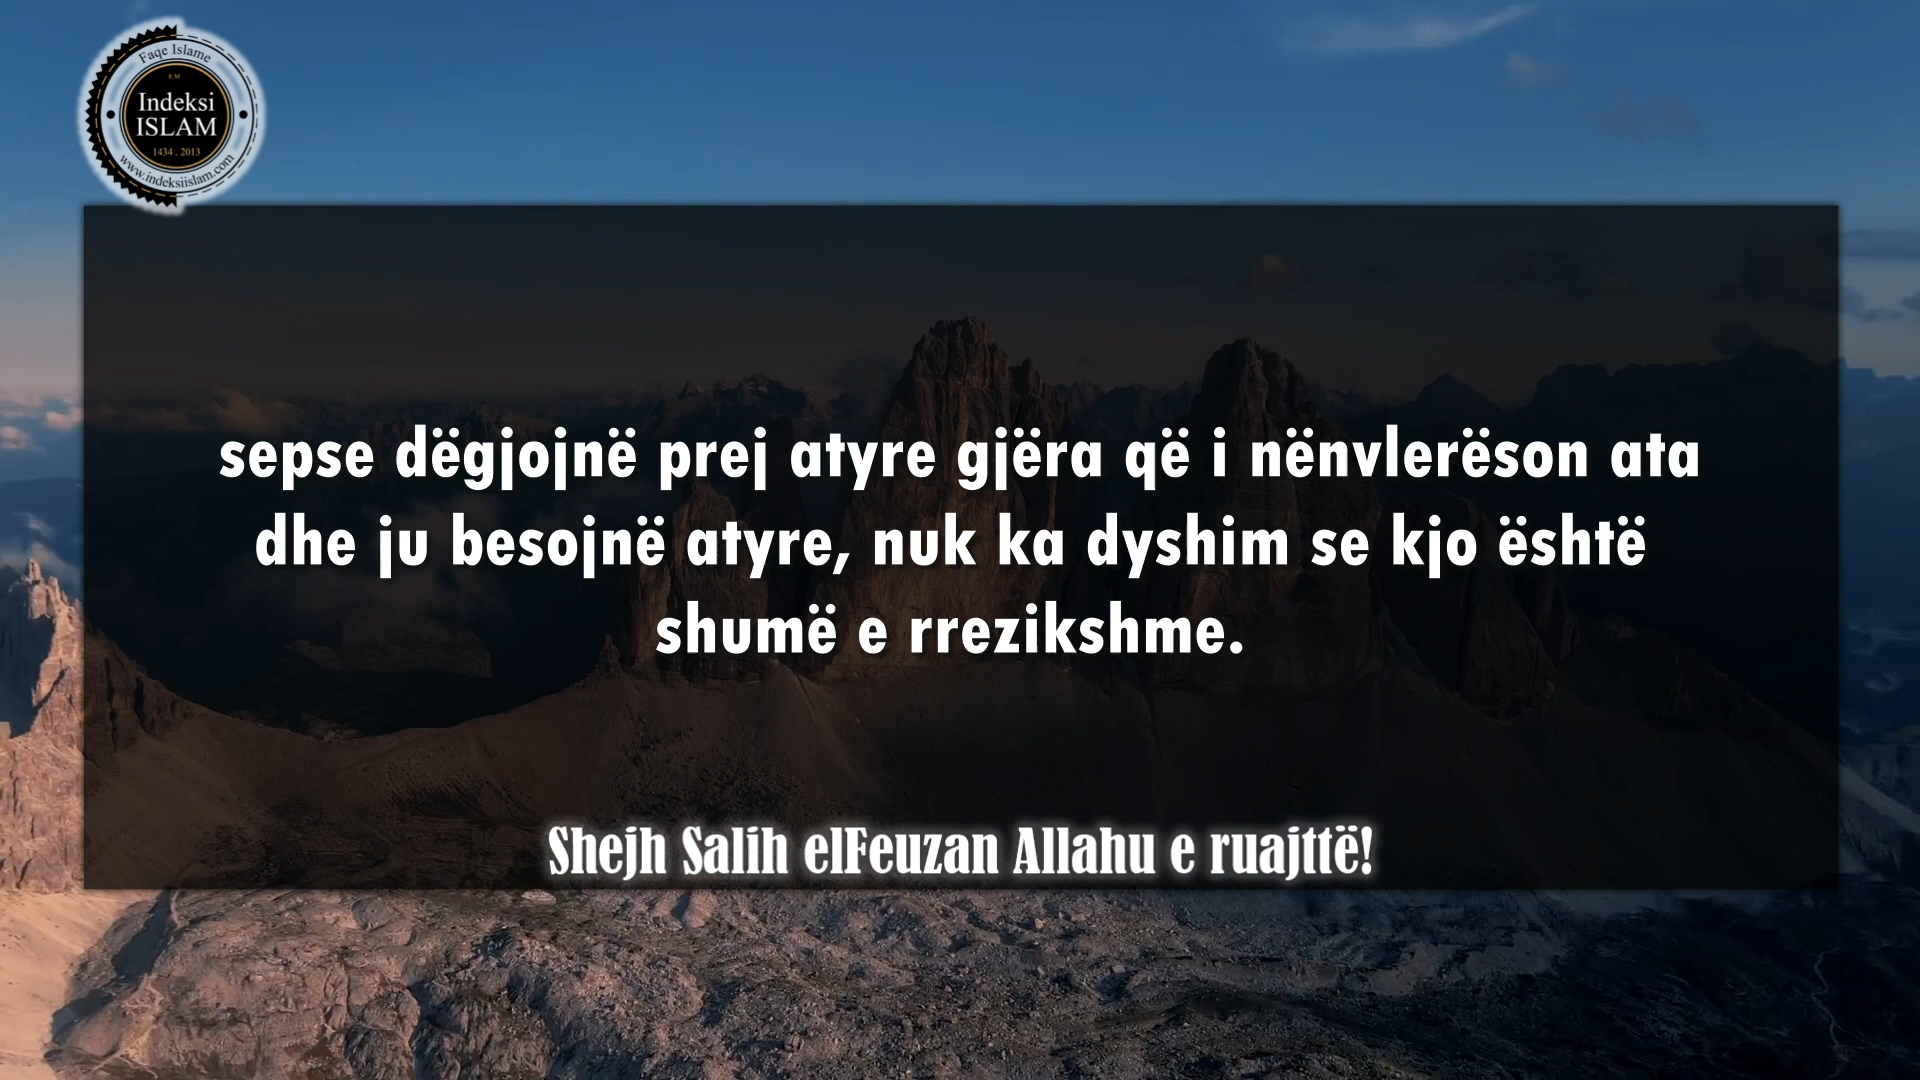 Faqe Islame
EM
Indeksi
ISLAM
1434 . 2013
www.indeksiislam.com
sepse dëgjojnë prej atyre gjëra që i nënvlerëson ata
dhe ju besojnë atyre, nuk ka dyshim se kjo është
shumë e rrezikshme.
Shejh Salih elFeuzan Allahu e ruajttë!